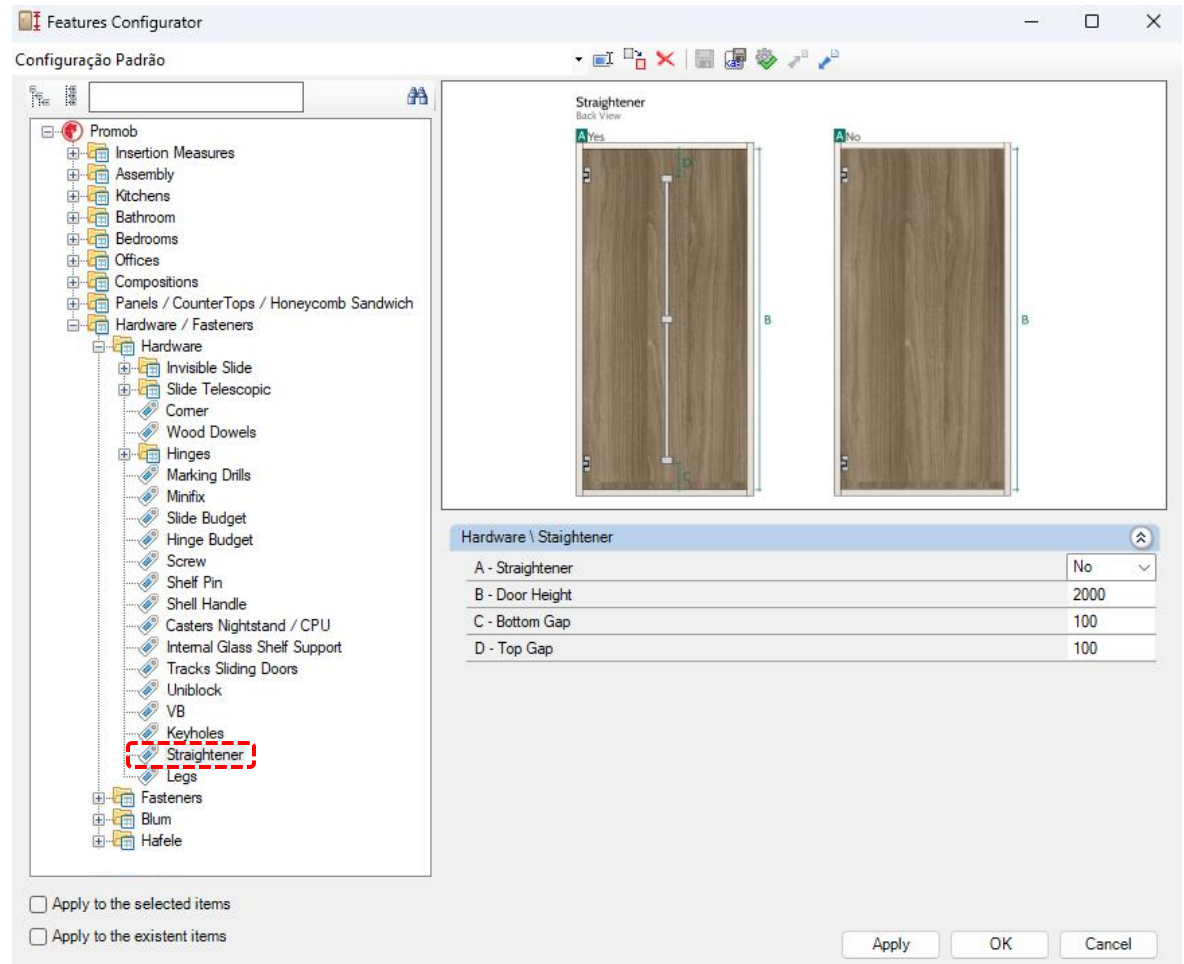 Features Configurator
Configuração Padrão
Promob
Insertion Measures
Assembly
Kitchens
Bathroom
Bedrooms
Offices
Compositions
Panels / CounterTops / Honeycomb Sandwich
Hardware / Fasteners
Hardware
Invisible Slide
Slide Telescopic
Corner
Wood Dowels
Hinges
Marking Drills
Minifix
Slide Budget
Hinge Budget
Screw
Shelf Pin
Shell Handle
Casters Nightstand / CPU
Internal Glass Shelf Support
Tracks Sliding Doors
Uniblock
VB
Keyholes
Straightener
Legs
Fasteners
Blum
Hafele
Straightener
Back View
A Yes
D
B
C
A No
B
Hardware \ Staightener
A - Straightener No
B - Door Height 2000
C - Bottom Gap 100
D - Top Gap 100
Apply to the selected items
Apply to the existent items
Apply OK Cancel